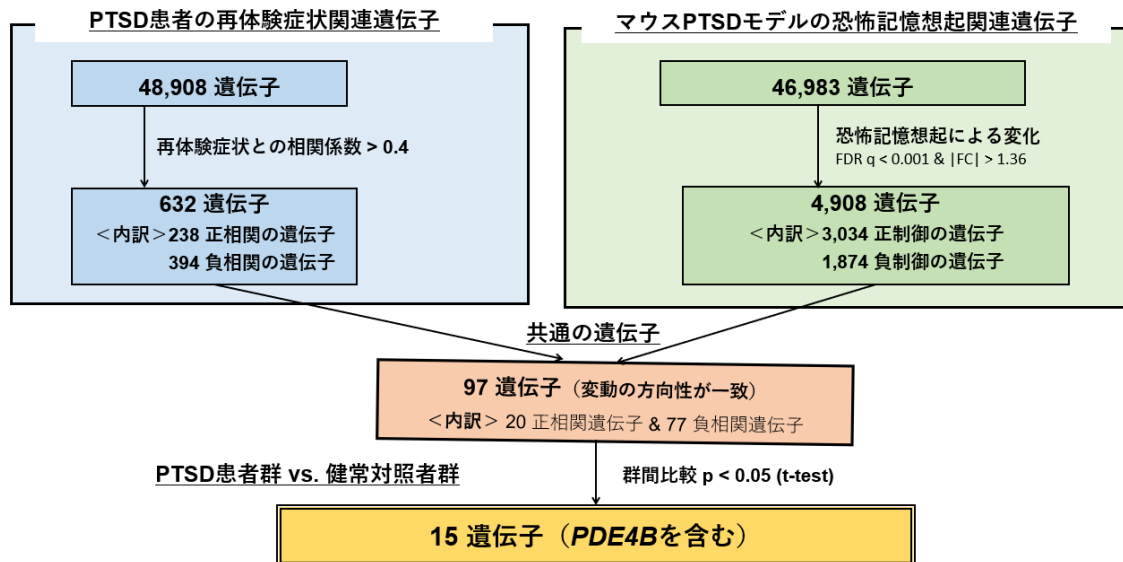 PTSD患者の再体験症状関連遺伝子
48,908 遺伝子
再体験症状との相関係数 > 0.4
632 遺伝子
＜内訳＞238 正相関の遺伝子
394 負相関の遺伝子
マウスPTSDモデルの恐怖記憶想起関連遺伝子
46,983 遺伝子
恐怖記憶想起による変化
FDR q < 0.001 & |FC| > 1.36
4,908 遺伝子
＜内訳＞3,034 正制御の遺伝子
1,874 負制御の遺伝子
共通の遺伝子
97 遺伝子（変動の方向性が一致）
＜内訳＞ 20 正相関遺伝子 & 77 負相関遺伝子
PTSD患者群 vs. 健常対照者群
群間比較 p < 0.05 (t-test)
15 遺伝子（PDE4Bを含む）